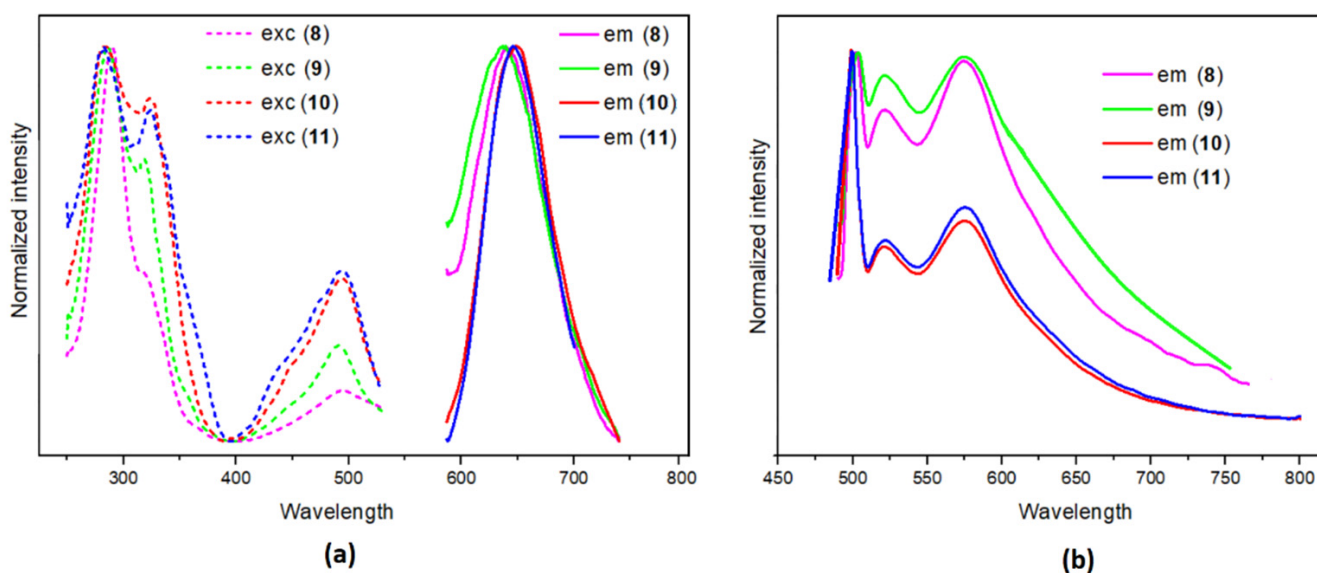 exc (8)
exc (9)
exc (10)
exc (11)
em (8)
em (9)
em (10)
em (11)
Normalized intensity
300 400 500 600 700 800
Wavelength
(a)
em (8)
em (9)
em (10)
em (11)
Normalized intensity
450 500 550 600 650 700 750 800
Wavelength
(b)